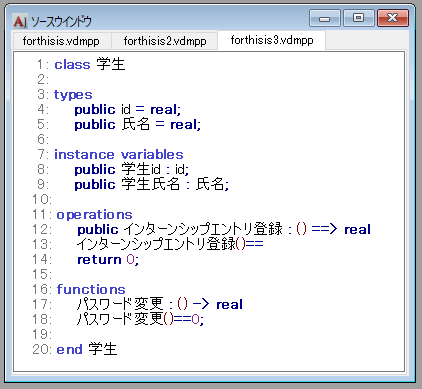 ソースウインドウ
forthisis.vdmpp forthisis2.vdmpp forthisis3.vdmpp
1: class 学生
2:
3: types
4: public id = real;
5: public 氏名 = real;
6:
7: instance variables
8: public 学生id : id;
9: public 学生氏名 : 氏名;
10:
11: operations
12: public インターンシップエントリ登録 : () ==> real
13: インターンシップエントリ登録()==
14: return 0;
15:
16: functions
17: パスワード変更 : () -> real
18: パスワード変更()==0;
19:
20: end 学生